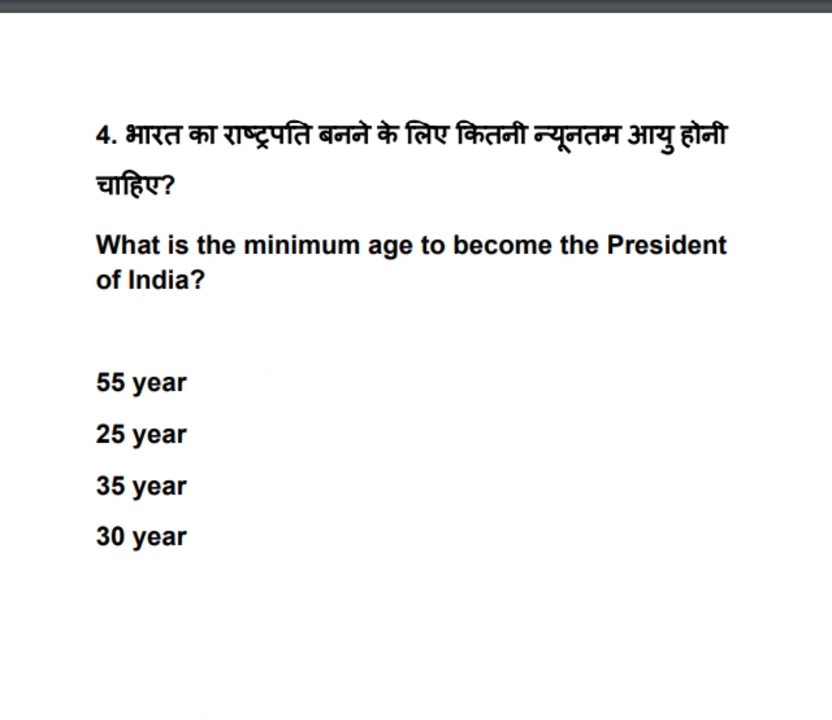 4. भारत का राष्ट्रपति बनने के लिए कितनी न्यूनतम आयु होनी
चाहिए?
What is the minimum age to become the President
of India?
55 year
25 year
35 year
30 year